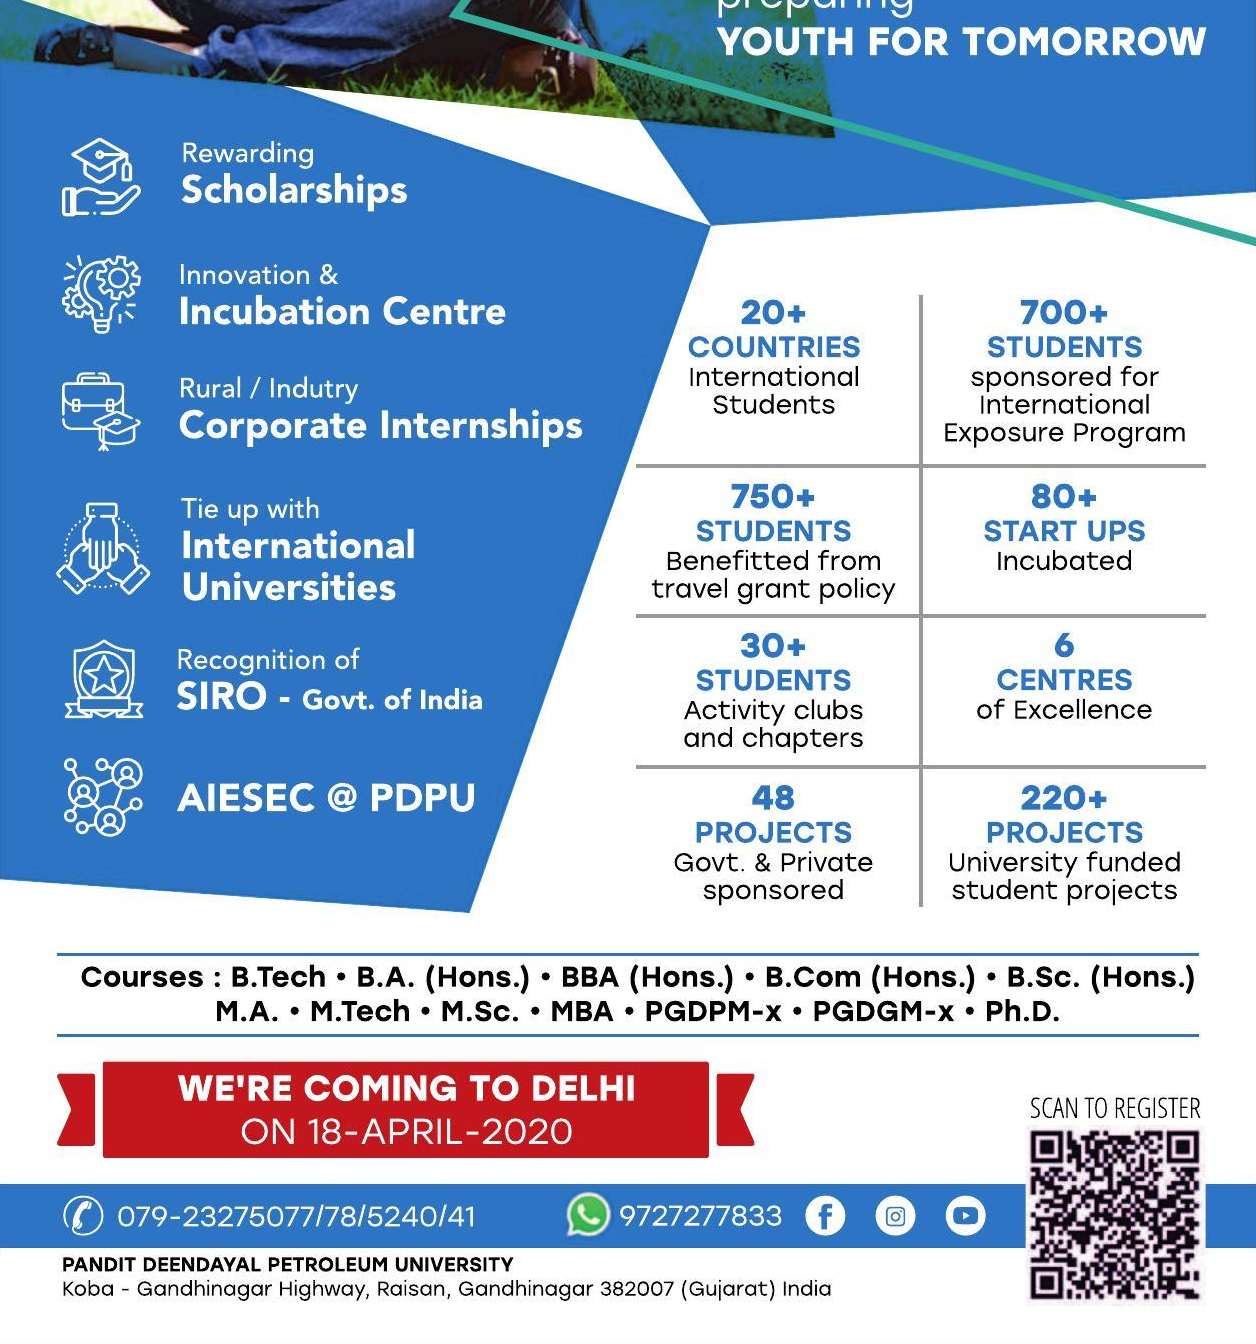 preparing
YOUTH FOR TOMORROW
Rewarding
Scholarships
Innovation &
Incubation Centre
Rural / Indutry
Corporate Internships
Tie up with
International
Universities
Recognition of
SIRO - Govt. of India
AIESEC @ PDPU
20+
COUNTRIES
International
Students
700+
STUDENTS
sponsored for
International
Exposure Program
750+
STUDENTS
Benefitted from
travel grant policy
80+
START UPS
Incubated
30+
STUDENTS
Activity clubs
and chapters
6
CENTRES
of Excellence
48
PROJECTS
Govt. & Private
sponsored
220+
PROJECTS
University funded
student projects
Courses : B.Tech • B.A. (Hons.) • BBA (Hons.) • B.Com (Hons.) • B.Sc. (Hons.)
M.A. • M.Tech • M.Sc. • MBA • PGDPM-x • PGDGM-x • Ph.D.
WE'RE COMING TO DELHI
ON 18-APRIL-2020
SCAN TO REGISTER
079-23275077/78/5240/41
9727277833
PANDIT DEENDAYAL PETROLEUM UNIVERSITY
Koba - Gandhinagar Highway, Raisan, Gandhinagar 382007 (Gujarat) India